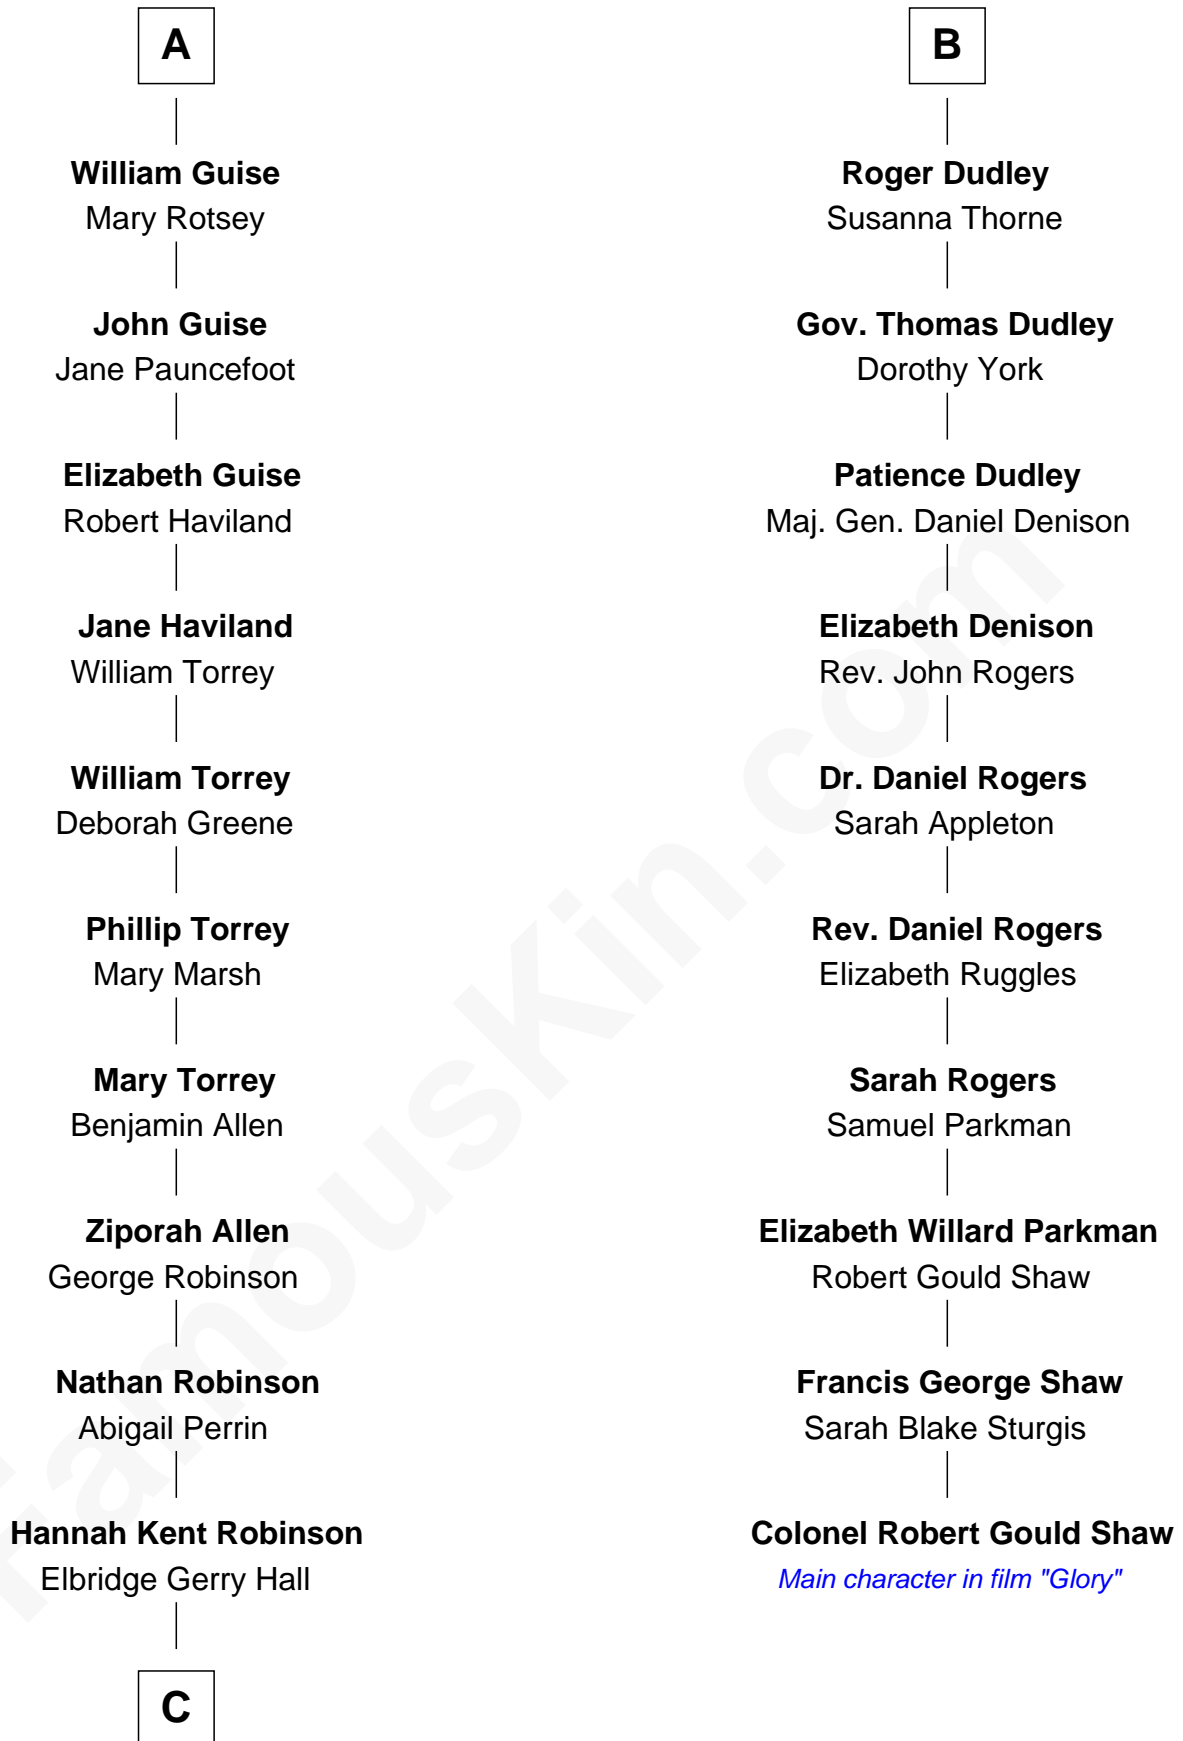 A
William Guise
Mary Rotsey
John Guise
Jane Pauncefoot
Elizabeth Guise
Robert Haviland
Jane Haviland
William Torrey
William Torrey
Deborah Greene
Phillip Torrey
Mary Marsh
Mary Torrey
Benjamin Allen
Ziporah Allen
George Robinson
Nathan Robinson
Abigail Perrin
Hannah Kent Robinson
Elbridge Gerry Hall
C
B
Roger Dudley
Susanna Thorne
Gov. Thomas Dudley
Dorothy York
Patience Dudley
Maj. Gen. Daniel Denison
Elizabeth Denison
Rev. John Rogers
Dr. Daniel Rogers
Sarah Appleton
Rev. Daniel Rogers
Elizabeth Ruggles
Sarah Rogers
Samuel Parkman
Elizabeth Willard Parkman
Robert Gould Shaw
Francis George Shaw
Sarah Blake Sturgis
Colonel Robert Gould Shaw
Main character in film "Glory"
FamousKin.com